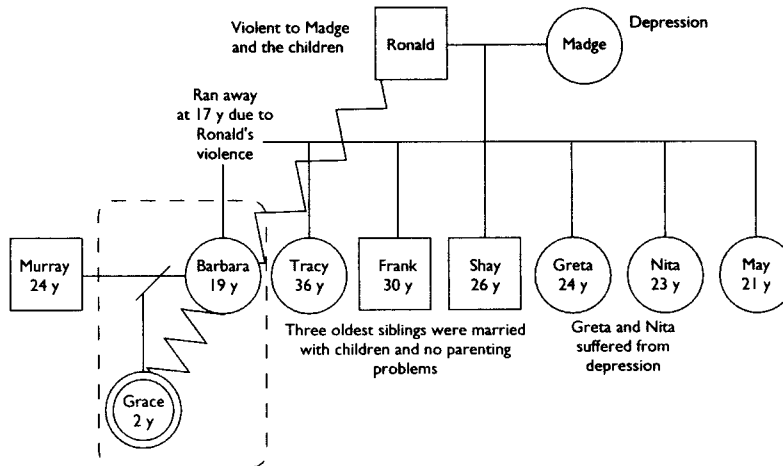 Violent to Madge
and the children
Ronald
Madge
Depression
Ran away
at 17 y due to
Ronald's
violence
Murray
24 y
Barbara
19 y
Tracy
36 y
Frank
30 y
Shay
26 y
Greta
24 y
Nita
23 y
May
21 y
Three oldest siblings were married
with children and no parenting
problems
Greta and Nita
suffered from
depression
Grace
2 y